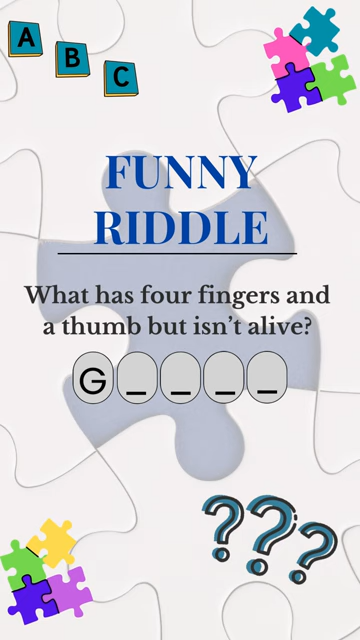 A
B
C
FUNNY
RIDDLE
What has four fingers and
a thumb but isn't alive?
G _ _ _ _
? ? ?